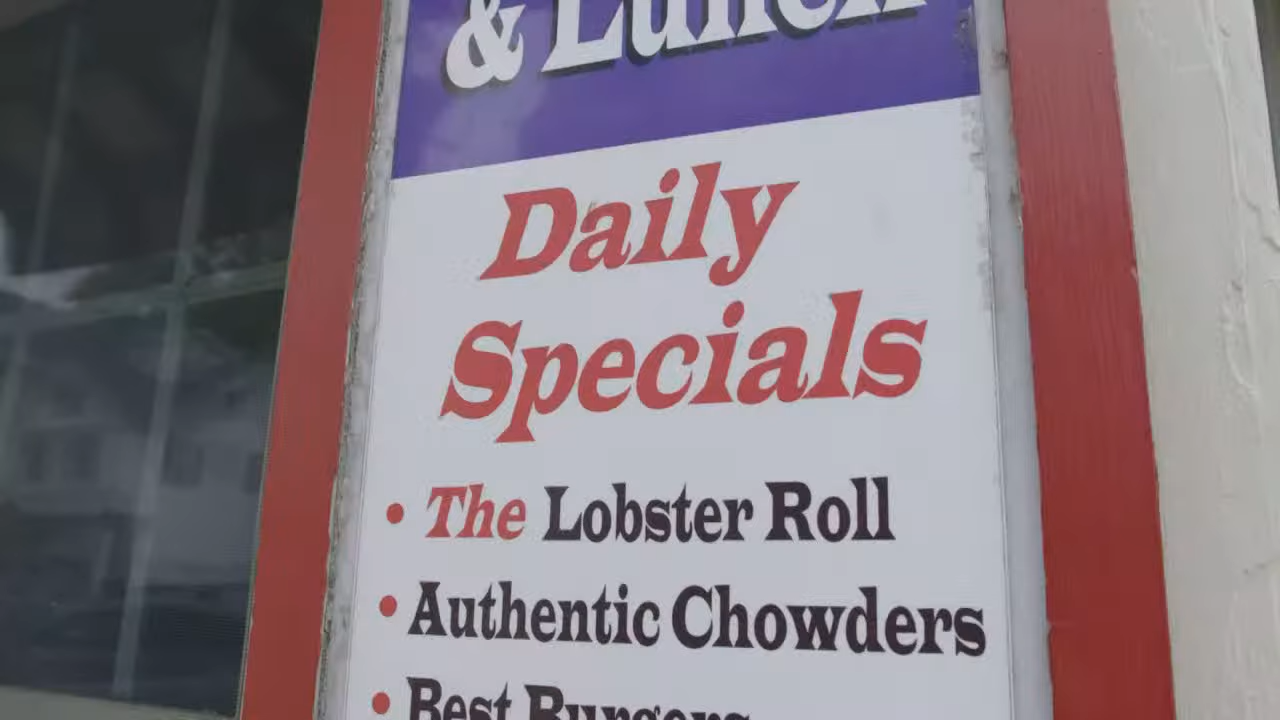 & Lunch
Daily
Specials
• The Lobster Roll
• Authentic Chowders
• Best Burgers